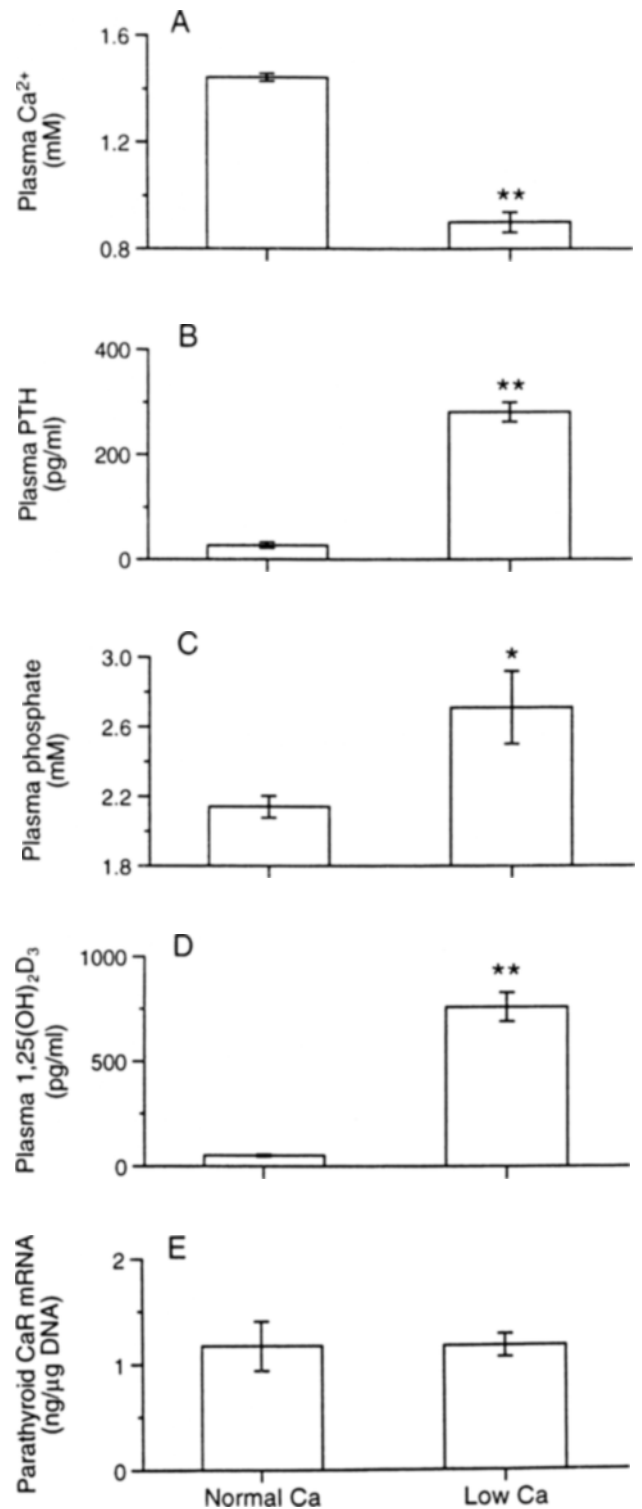 A
Plasma Ca²⁺
(mM)
1.6
1.2
0.8
**
B
Plasma PTH
(pg/ml)
400
200
0
**
C
Plasma phosphate
(mM)
3.0
2.6
2.2
1.8
*
D
Plasma 1,25(OH)₂D₃
(pg/ml)
1000
500
0
**
E
Parathyroid CaR mRNA
(ng/μg DNA)
2
1
0
Normal Ca
Low Ca